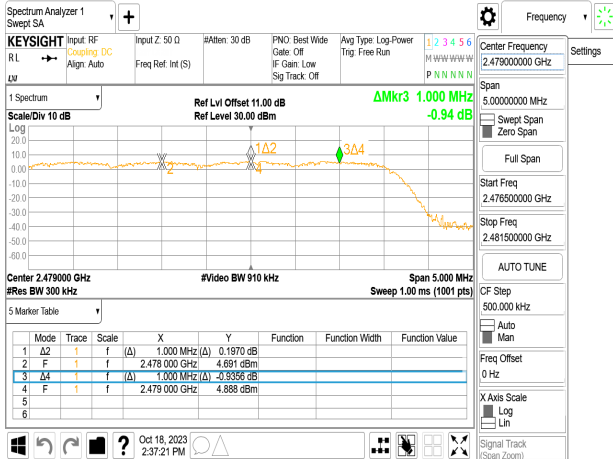 Spectrum Analyzer 1
Swept SA
Frequency
KEYSIGHT Input: RF
Coupling: DC
Align: Auto
R L
LXI
Input Z: 50 Ω
Freq Ref: Int (S)
#Atten: 30 dB
PNO: Best Wide
Gate: Off
IF Gain: Low
Sig Track: Off
Avg Type: Log-Power
Trig: Free Run
1 2 3 4 5 6
M W W W W W
P N N N N N
Center Frequency
2.479000000 GHz
Settings
Span
5.00000000 MHz
Swept Span
Zero Span
Full Span
Start Freq
2.476500000 GHz
Stop Freq
2.481500000 GHz
AUTO TUNE
CF Step
500.000 kHz
Auto
Man
Freq Offset
0 Hz
X Axis Scale
Log
Lin
Signal Track
(Span Zoom)
1 Spectrum
Scale/Div 10 dB
Ref Lvl Offset 11.00 dB
Ref Level 30.00 dBm
ΔMkr3 1.000 MHz
-0.94 dB
Log
20.0
10.0
0.00
-10.0
-20.0
-30.0
-40.0
-50.0
-60.0
1Δ2
3Δ4
2
4
Center 2.479000 GHz
#Video BW 910 kHz
Span 5.000 MHz
#Res BW 300 kHz
Sweep 1.00 ms (1001 pts)
5 Marker Table
Mode Trace Scale X Y Function Function Width Function Value
1 Δ2 1 f (Δ) 1.000 MHz (Δ) 0.1970 dB
2 F 1 f 2.478 000 GHz 4.691 dBm
3 Δ4 1 f (Δ) 1.000 MHz (Δ) -0.9356 dB
4 F 1 f 2.479 000 GHz 4.888 dBm
5
6
?
Oct 18, 2023
2:37:21 PM